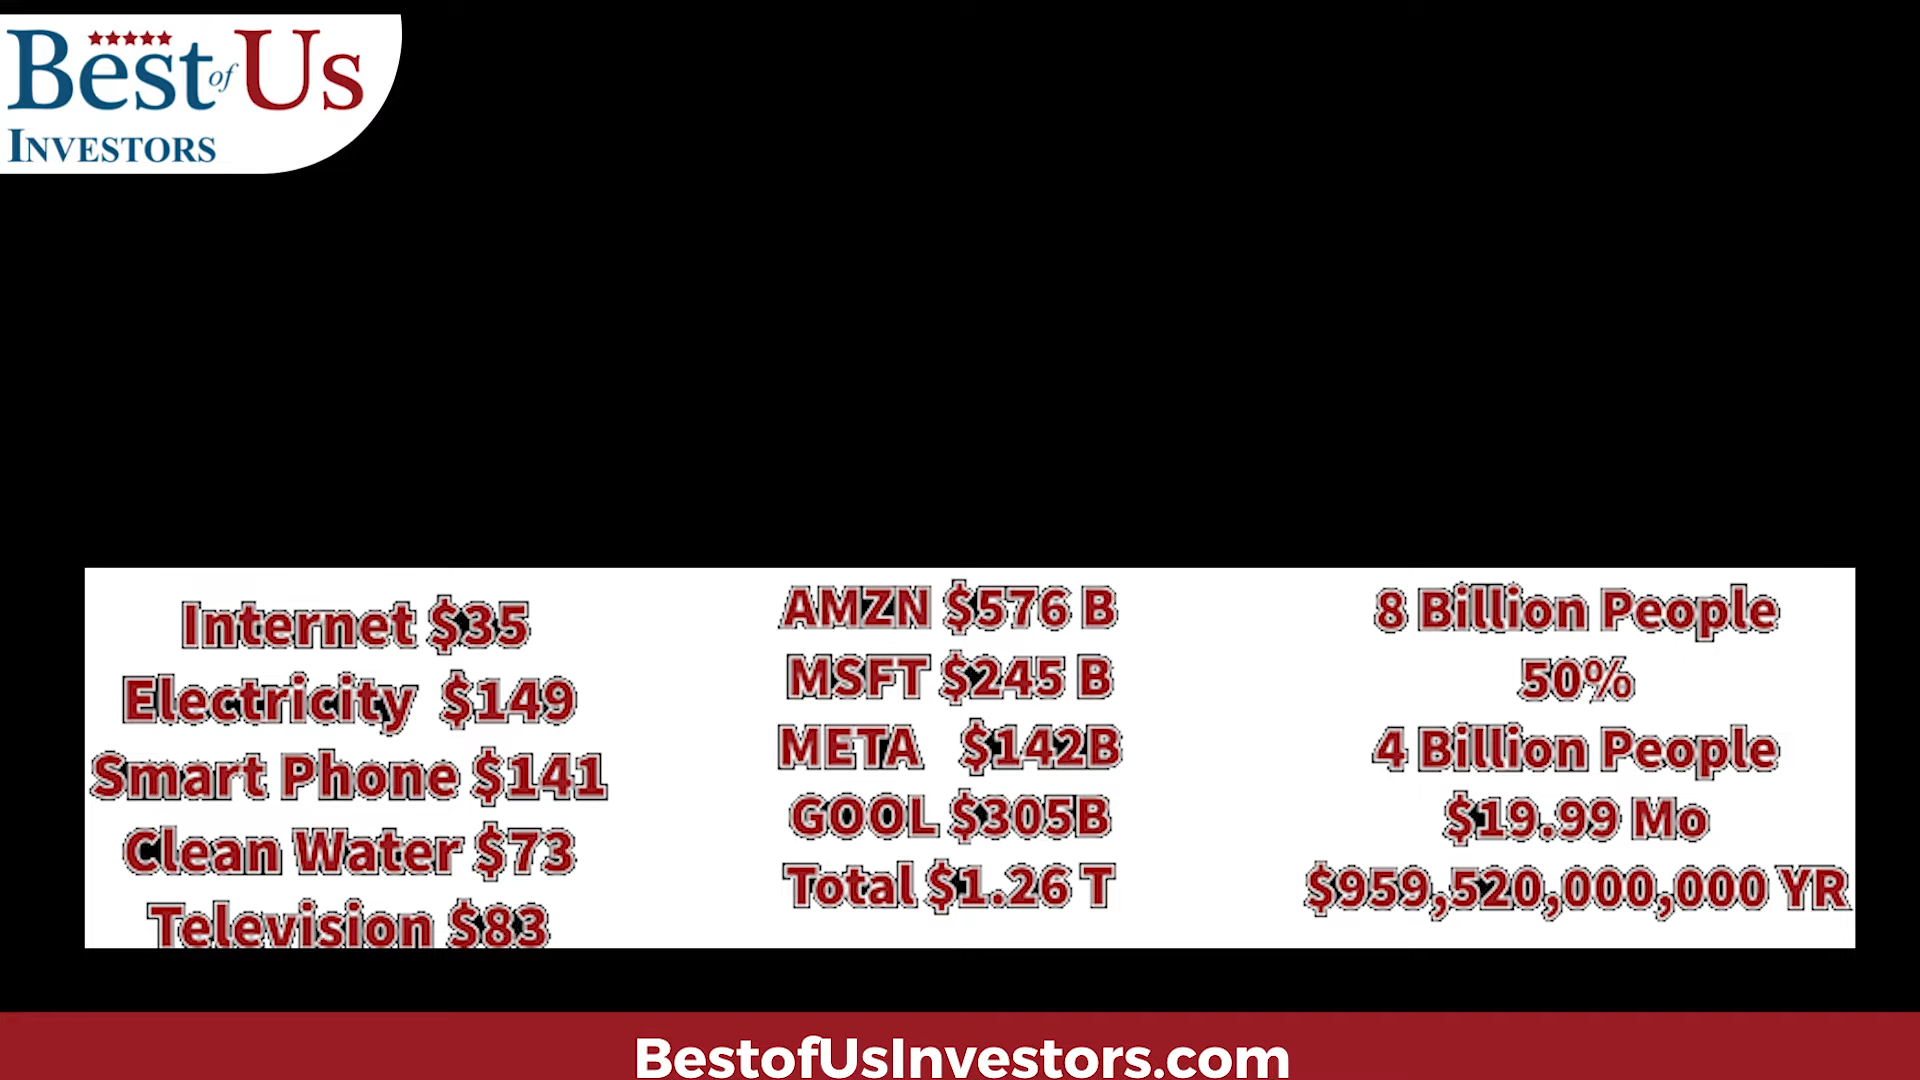 Best of Us
INVESTORS
Internet $35
Electricity $149
Smart Phone $141
Clean Water $73
Television $83
AMZN $576 B
MSFT $245 B
META $142B
GOOL $305B
Total $1.26 T
8 Billion People
50%
4 Billion People
$19.99 Mo
$959,520,000,000 YR
BestofUsInvestors.com